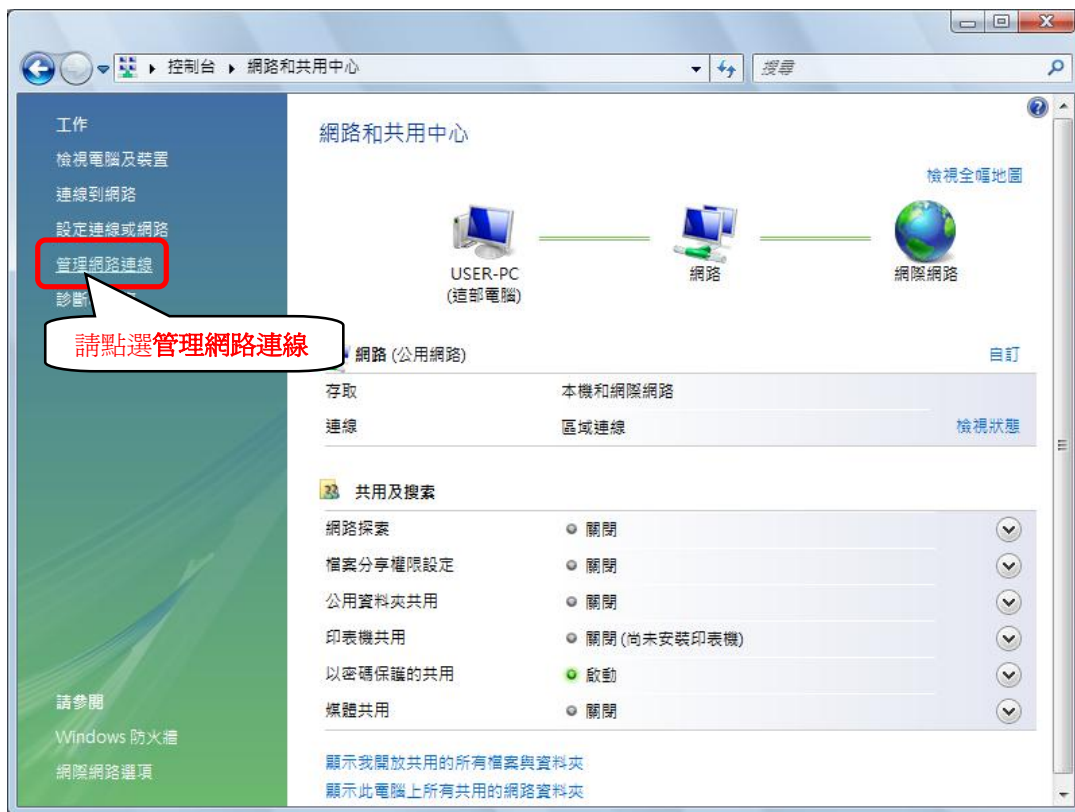 控制台 ▸ 網路和共用中心
搜尋
工作
檢視電腦及裝置
連線到網路
設定連線或網路
管理網路連線
診斷
請點選管理網路連線
請參閱
Windows 防火牆
網際網路選項
網路和共用中心
檢視全幅地圖
USER-PC
(這部電腦)
網路
網際網路
網路 (公用網路)
自訂
存取 本機和網際網路
連線 區域連線 檢視狀態
共用及搜索
網路探索 關閉
檔案分享權限設定 關閉
公用資料夾共用 關閉
印表機共用 關閉 (尚未安裝印表機)
以密碼保護的共用 啟動
媒體共用 關閉
顯示我開放共用的所有檔案與資料夾
顯示此電腦上所有共用的網路資料夾